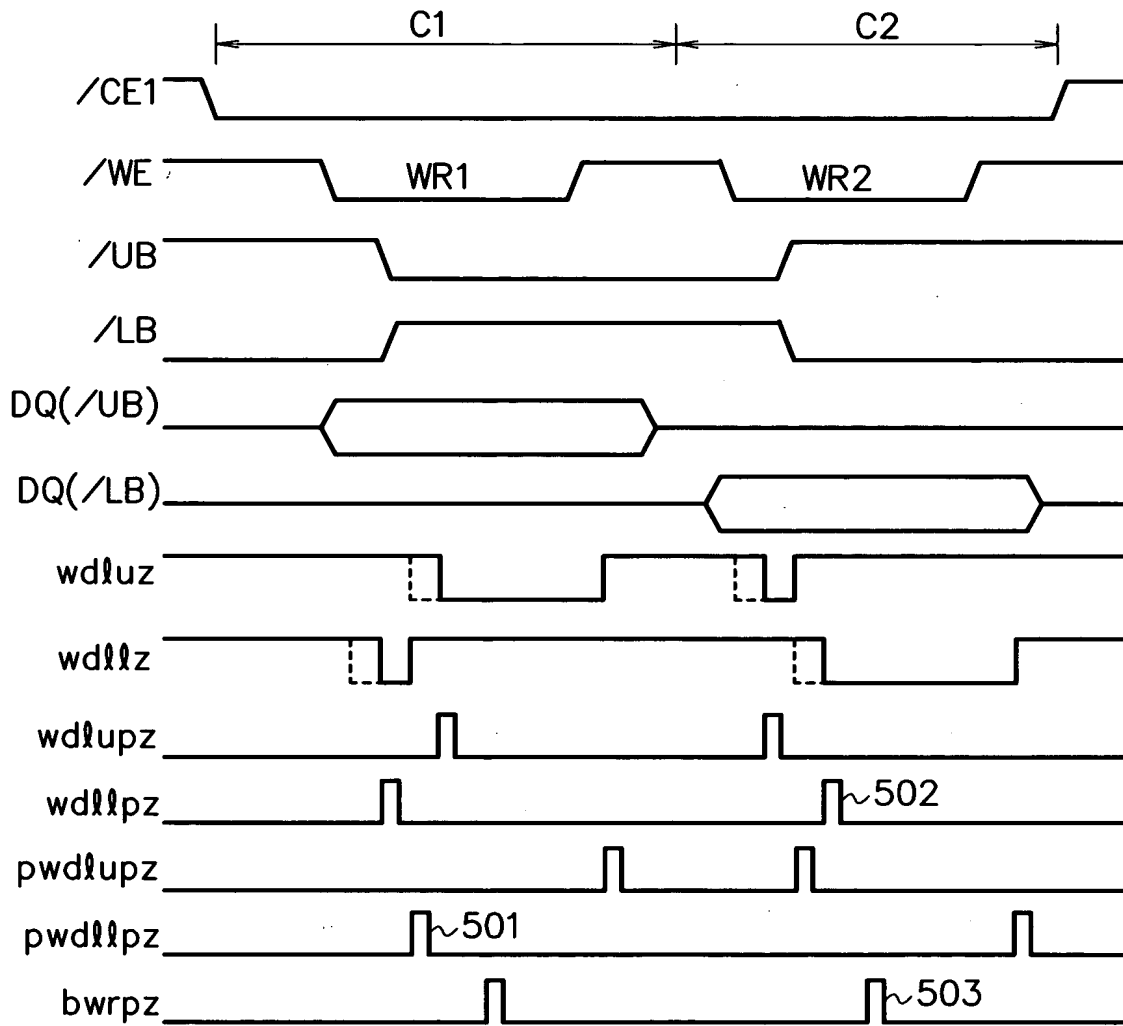 C1 C2
/CE1
/WE WR1 WR2
/UB
/LB
DQ(/UB)
DQ(/LB)
wdℓuz
wdℓℓz
wdℓupz
wdℓℓpz 502
pwdℓupz
pwdℓℓpz 501
bwrpz 503